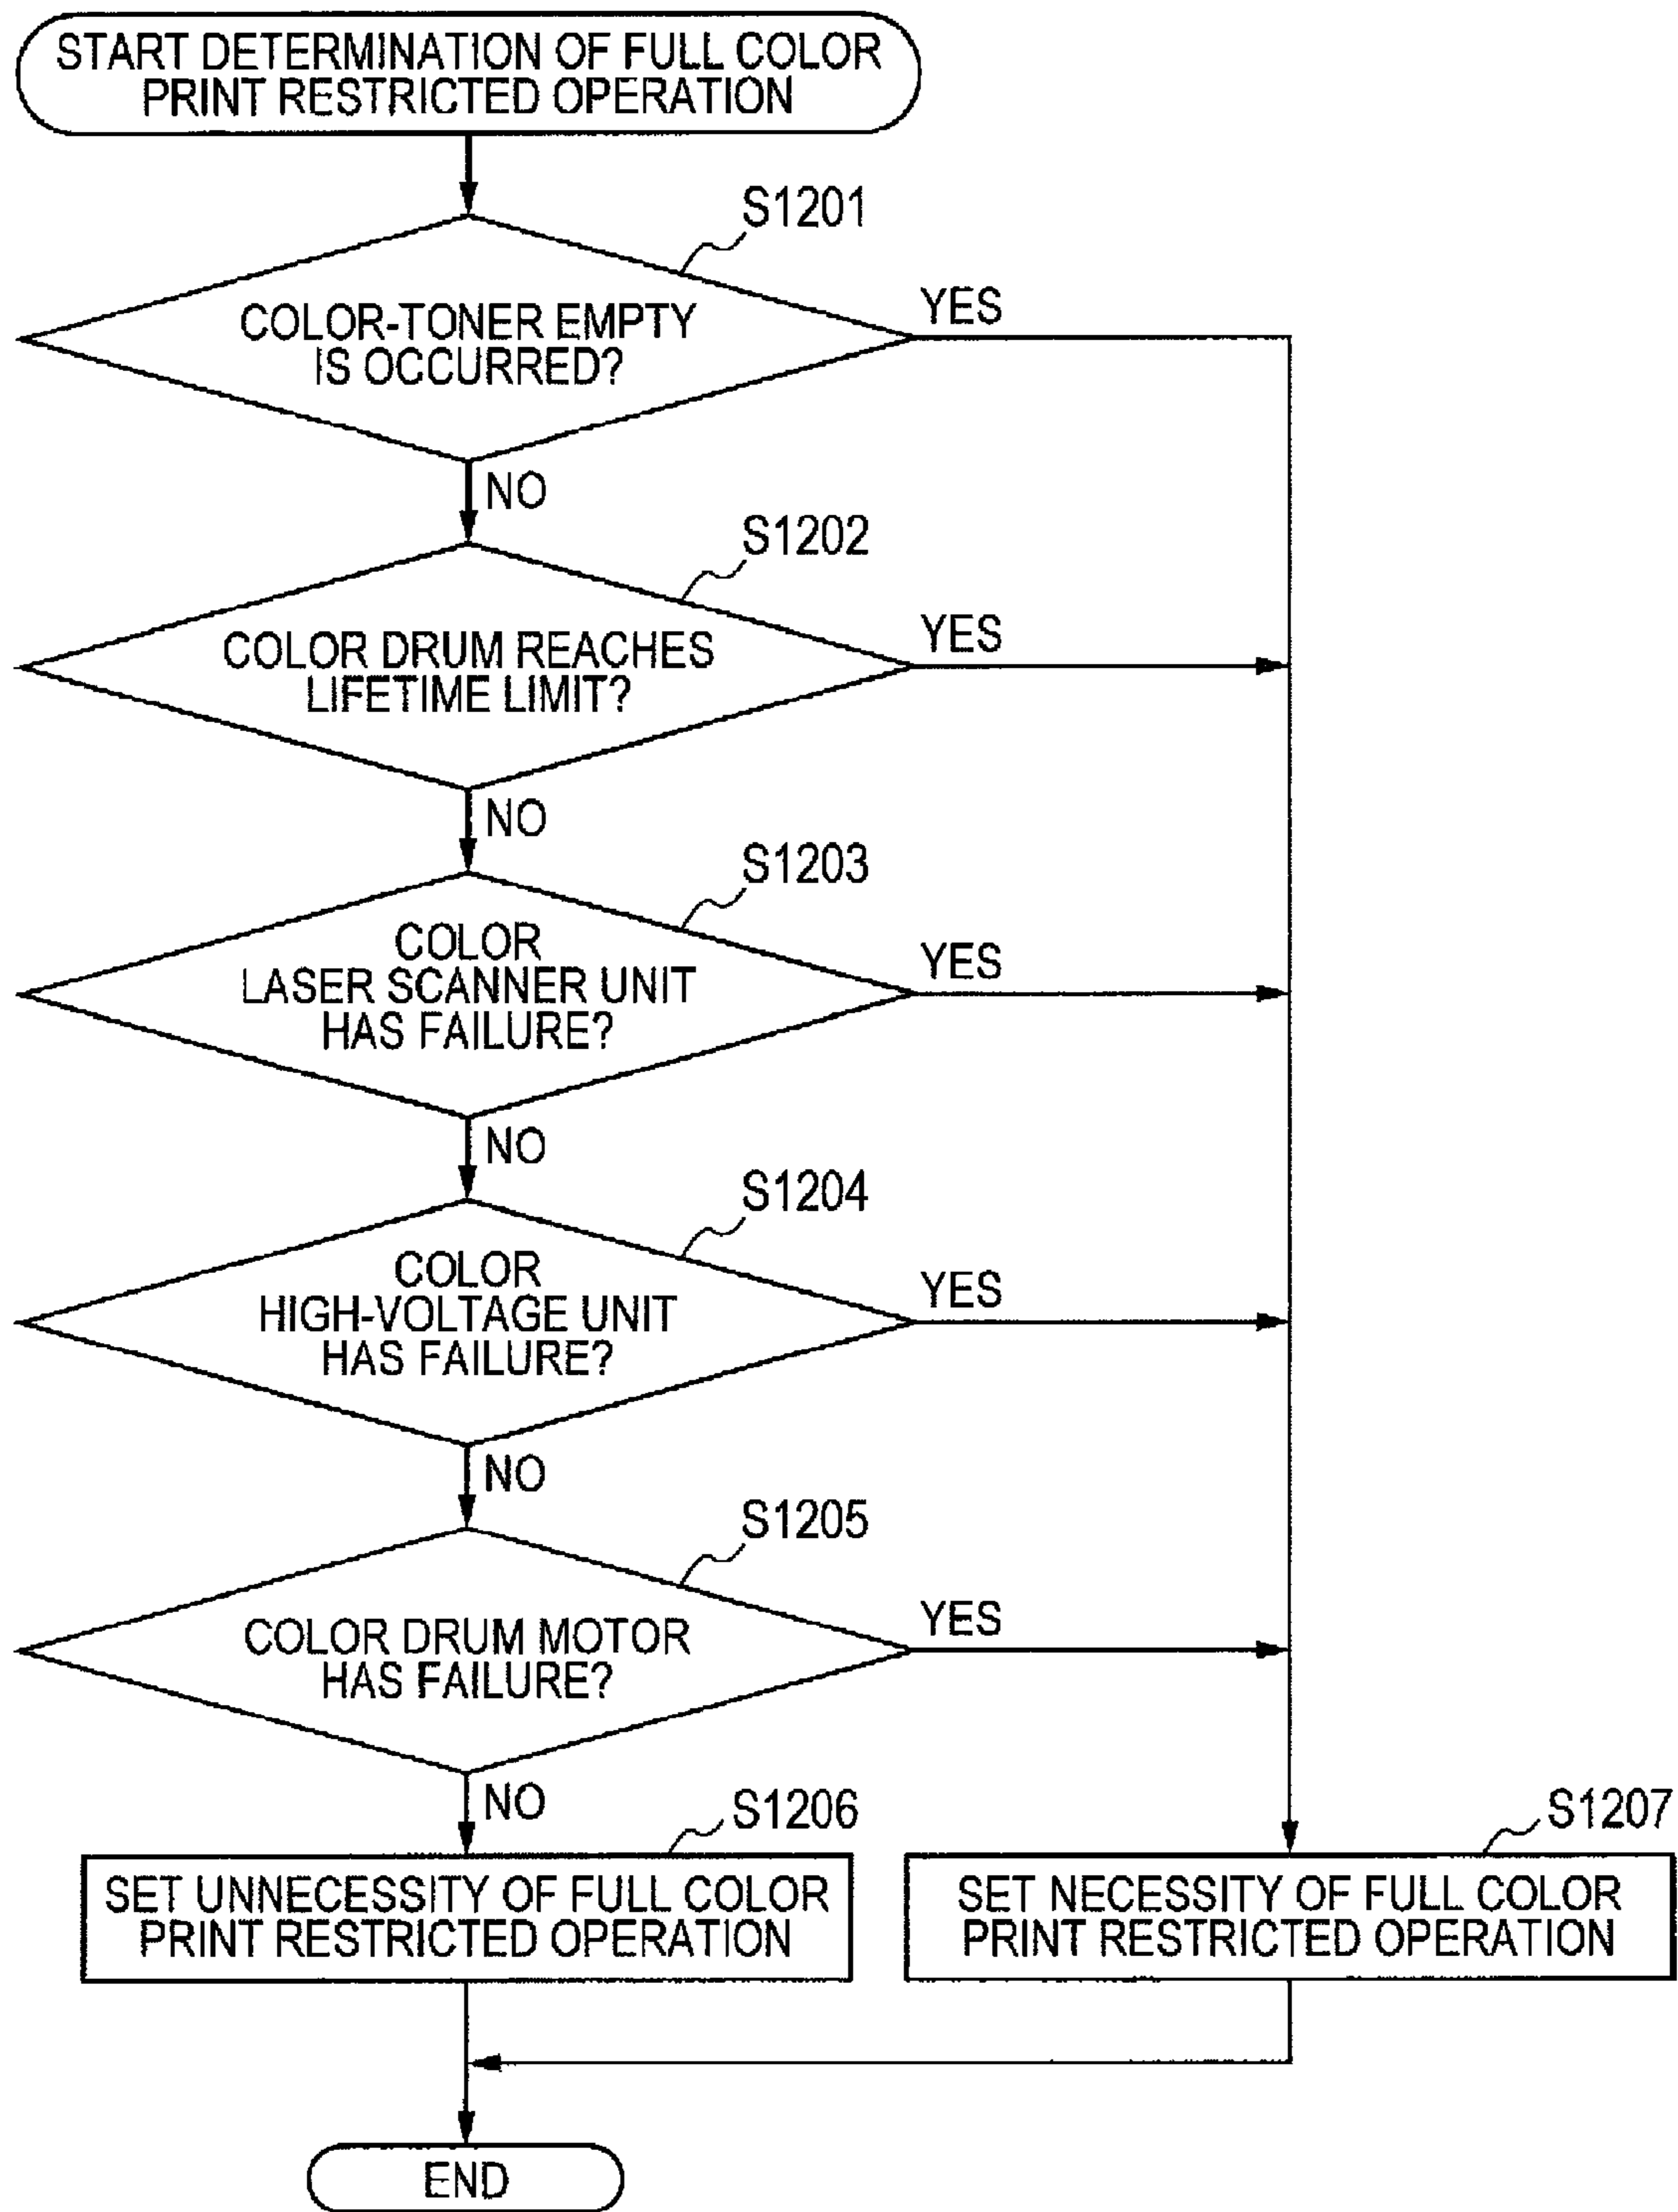 START DETERMINATION OF FULL COLOR
PRINT RESTRICTED OPERATION
S1201
COLOR-TONER EMPTY
IS OCCURRED?
YES
NO
S1202
COLOR DRUM REACHES
LIFETIME LIMIT?
YES
NO
S1203
COLOR
LASER SCANNER UNIT
HAS FAILURE?
YES
NO
S1204
COLOR
HIGH-VOLTAGE UNIT
HAS FAILURE?
YES
NO
S1205
COLOR DRUM MOTOR
HAS FAILURE?
YES
NO
S1206
SET UNNECESSITY OF FULL COLOR
PRINT RESTRICTED OPERATION
S1207
SET NECESSITY OF FULL COLOR
PRINT RESTRICTED OPERATION
END